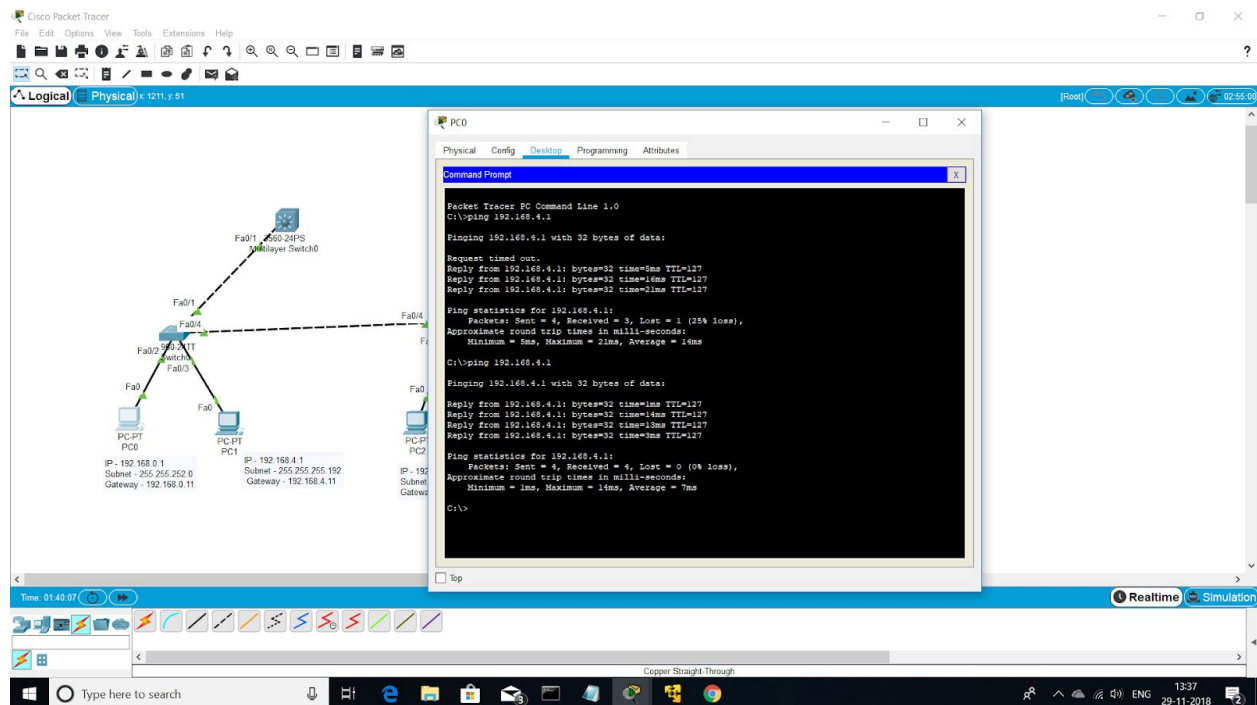 Cisco Packet Tracer
File Edit Options View Tools Extensions Help
?
Logical Physical x: 1211, y: 51
[Root] 02:55:00
PC0
Physical Config Desktop Programming Attributes
Command Prompt
X
Packet Tracer PC Command Line 1.0
C:\>ping 192.168.4.1
Pinging 192.168.4.1 with 32 bytes of data:
Request timed out.
Reply from 192.168.4.1: bytes=32 time=5ms TTL=127
Reply from 192.168.4.1: bytes=32 time=16ms TTL=127
Reply from 192.168.4.1: bytes=32 time=21ms TTL=127
Ping statistics for 192.168.4.1:
Packets: Sent = 4, Received = 3, Lost = 1 (25% loss),
Approximate round trip times in milli-seconds:
Minimum = 5ms, Maximum = 21ms, Average = 14ms
C:\>ping 192.168.4.1
Pinging 192.168.4.1 with 32 bytes of data:
Reply from 192.168.4.1: bytes=32 time=1ms TTL=127
Reply from 192.168.4.1: bytes=32 time=14ms TTL=127
Reply from 192.168.4.1: bytes=32 time=13ms TTL=127
Reply from 192.168.4.1: bytes=32 time=3ms TTL=127
Ping statistics for 192.168.4.1:
Packets: Sent = 4, Received = 4, Lost = 0 (0% loss),
Approximate round trip times in milli-seconds:
Minimum = 1ms, Maximum = 14ms, Average = 7ms
C:\>
Top
Fa0/1 3560-24PS
Multilayer Switch0
Fa0/1
Fa0/4
Fa0/4
Fa0/2
Switch0
Fa0/3
Fa0
Fa0
Fa0
PC-PT
PC0
PC-PT
PC1
PC-P
PC2
IP - 192.168.0.1
Subnet - 255.255.252.0
Gateway - 192.168.0.11
IP - 192.168.4.1
Subnet - 255.255.255.192
Gateway - 192.168.4.11
IP - 192
Subnet
Gatewa
Time: 01:40:07
Realtime Simulation
Copper Straight-Through
Type here to search
3
ENG
13:37
29-11-2018
2